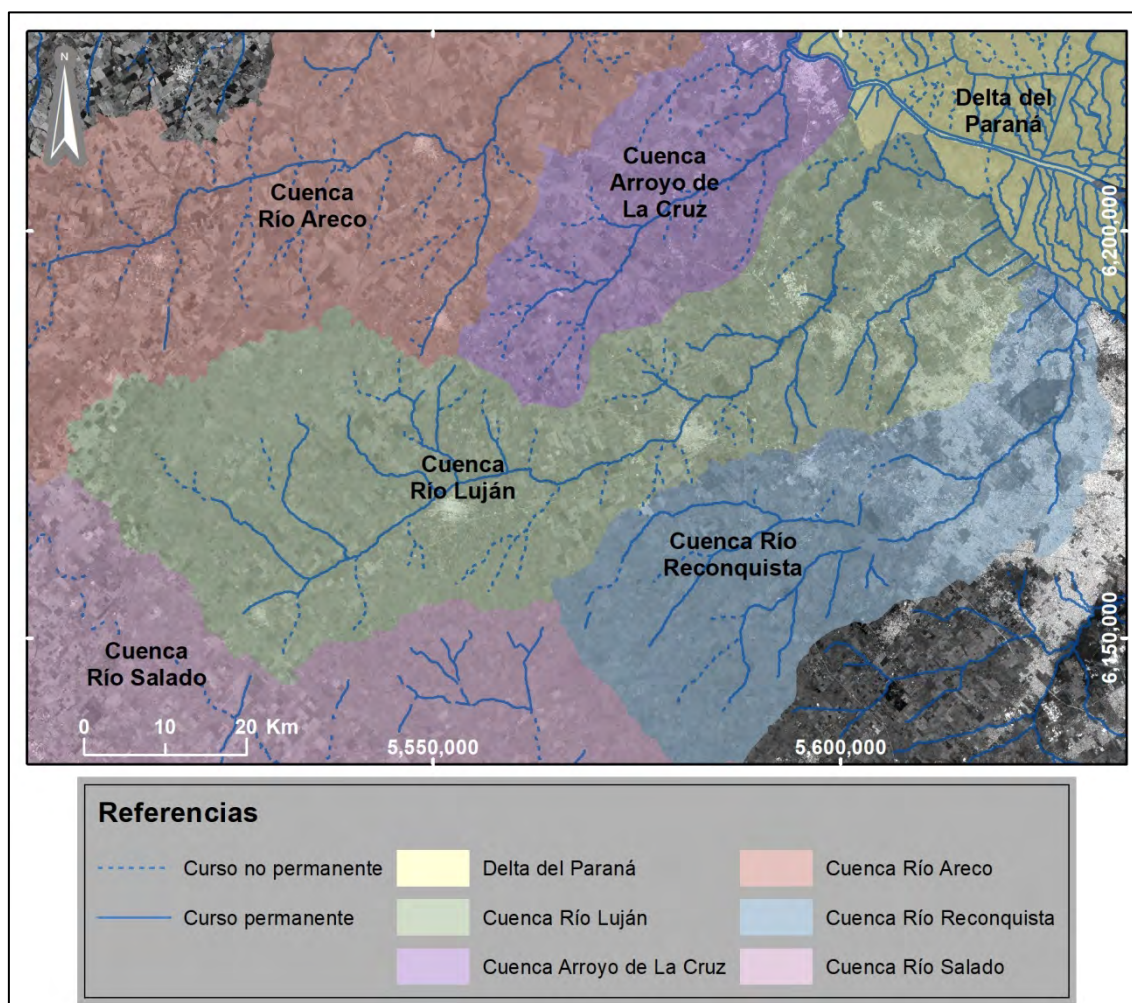 N
Delta del
Paraná
Cuenca
Arroyo de
La Cruz
Cuenca
Río Areco
6,200,000
Cuenca
Río Luján
Cuenca Río
Reconquista
Cuenca
Río Salado
6,150,000
0 10 20 Km
5,550,000 5,600,000
Referencias
Curso no permanente
Curso permanente
Delta del Paraná
Cuenca Río Luján
Cuenca Arroyo de La Cruz
Cuenca Río Areco
Cuenca Río Reconquista
Cuenca Río Salado